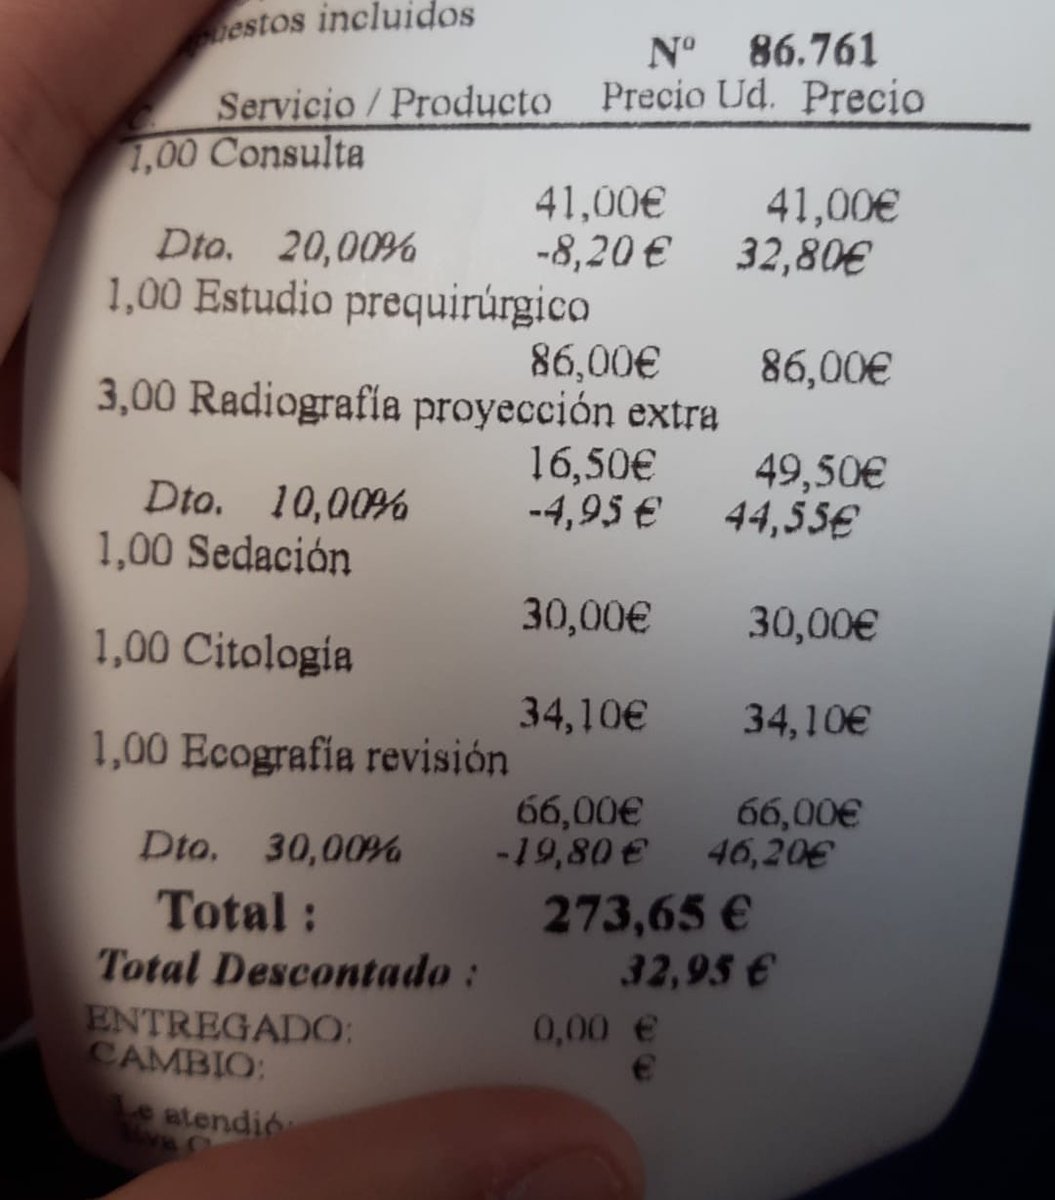 puestos incluidos
Nº 86.761
C. Servicio / Producto Precio Ud. Precio
1,00 Consulta
41,00€ 41,00€
Dto. 20,00% -8,20 € 32,80€
1,00 Estudio prequirúrgico
86,00€ 86,00€
3,00 Radiografía proyección extra
16,50€ 49,50€
Dto. 10,00% -4,95 € 44,55€
1,00 Sedación
30,00€ 30,00€
1,00 Citología
34,10€ 34,10€
1,00 Ecografía revisión
66,00€ 66,00€
Dto. 30,00% -19,80 € 46,20€
Total : 273,65 €
Total Descontado : 32,95 €
ENTREGADO: 0,00 €
CAMBIO: €
Le atendió: